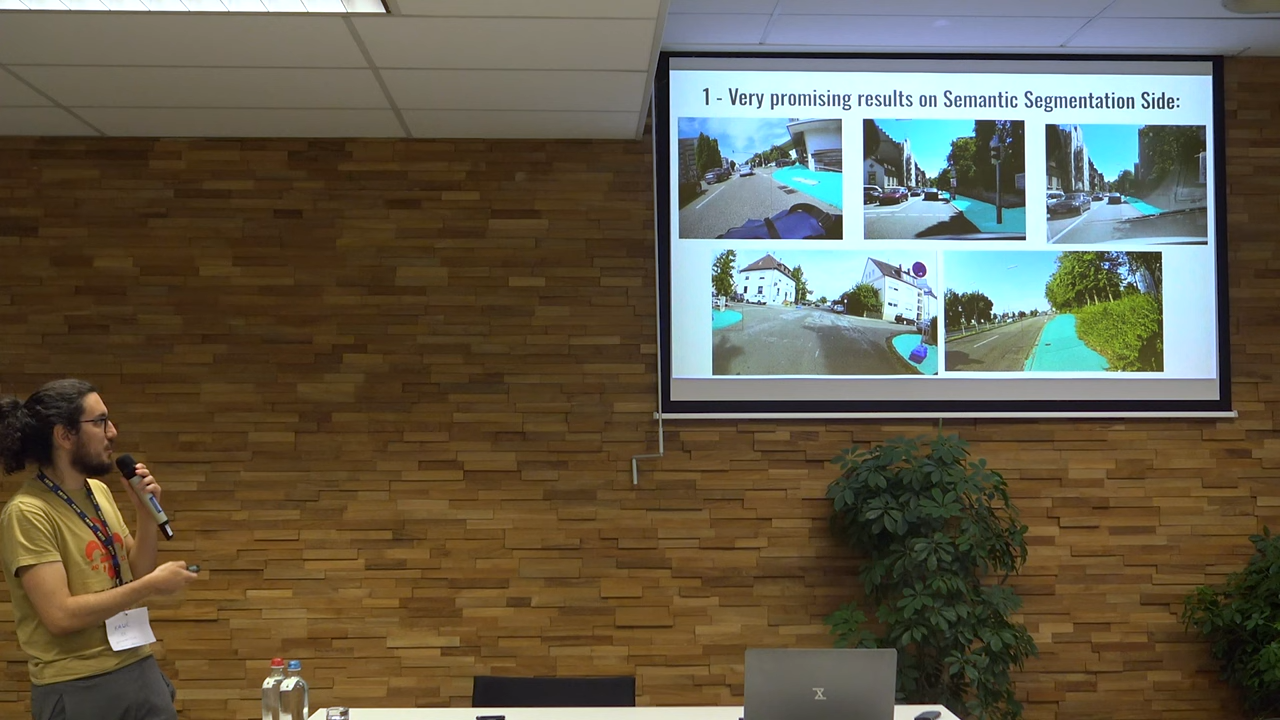 1 - Very promising results on Semantic Segmentation Side: